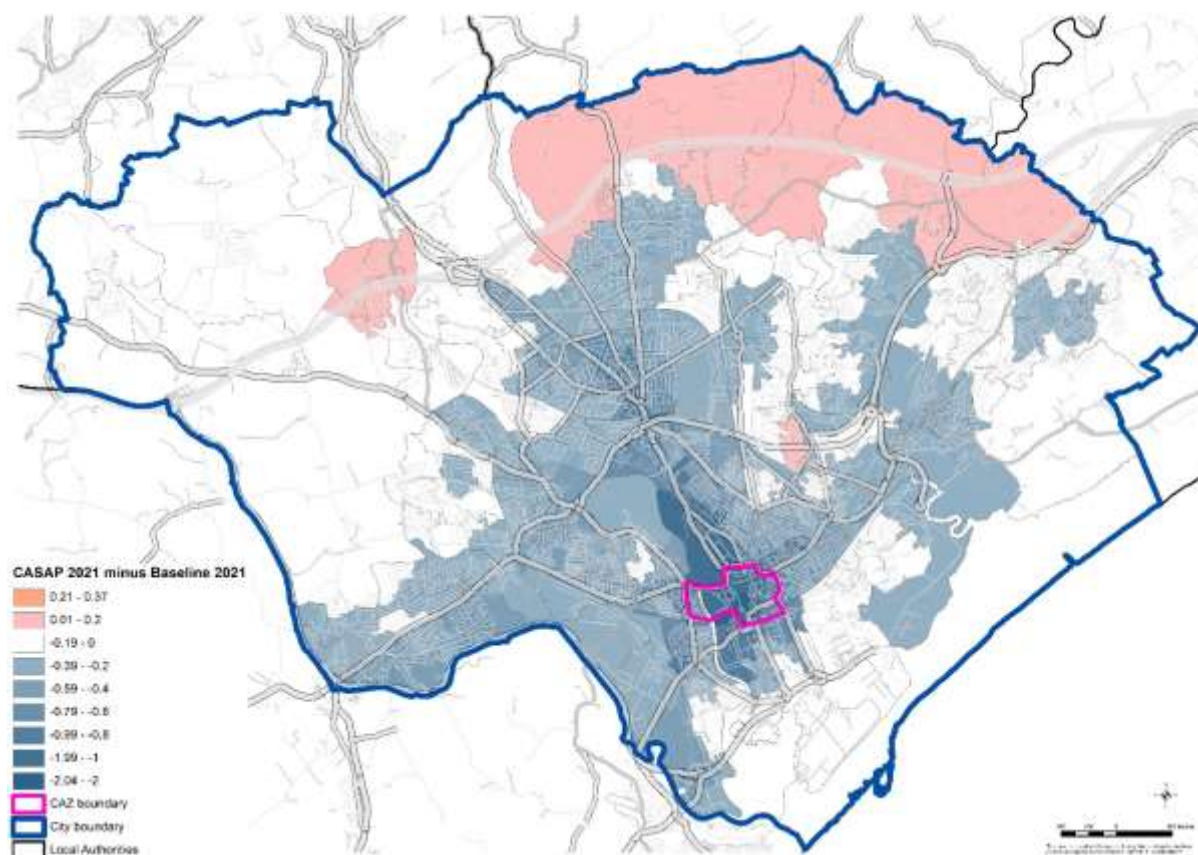 CASAP 2021 minus Baseline 2021
0.21 - 0.37
0.01 - 0.2
-0.19 - 0
-0.39 - -0.2
-0.59 - -0.4
-0.79 - -0.6
-0.99 - -0.8
-1.99 - -1
-2.04 - -2
CAZ boundary
City boundary
Local Authorities